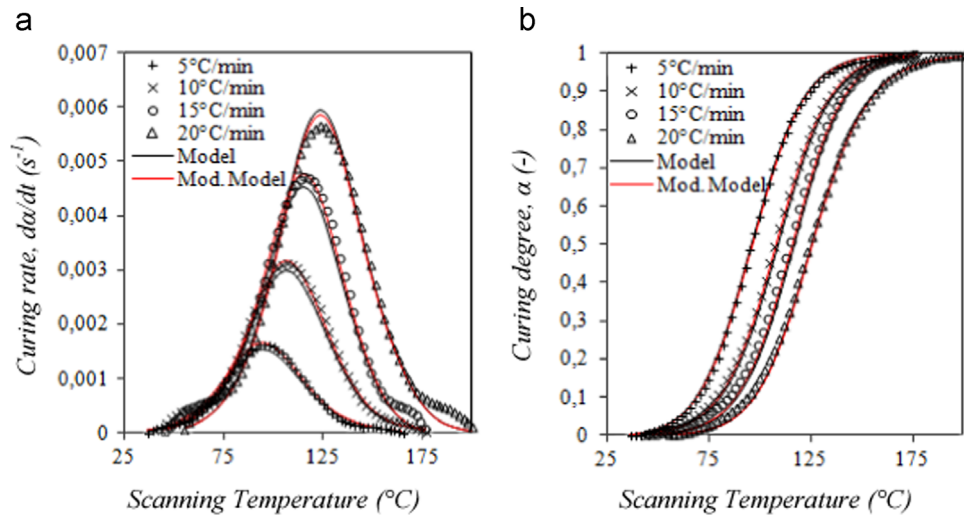 a
0,007
0,006
0,005
0,004
0,003
0,002
0,001
0
5°C/min
10°C/min
15°C/min
20°C/min
Model
Mod. Model
Curing rate, dα/dt (s⁻¹)
25
75
125
175
Scanning Temperature (°C)
b
1
0,9
0,8
0,7
0,6
0,5
0,4
0,3
0,2
0,1
0
5°C/min
10°C/min
15°C/min
20°C/min
Model
Mod. Model
Curing degree, α (-)
25
75
125
175
Scanning Temperature (°C)